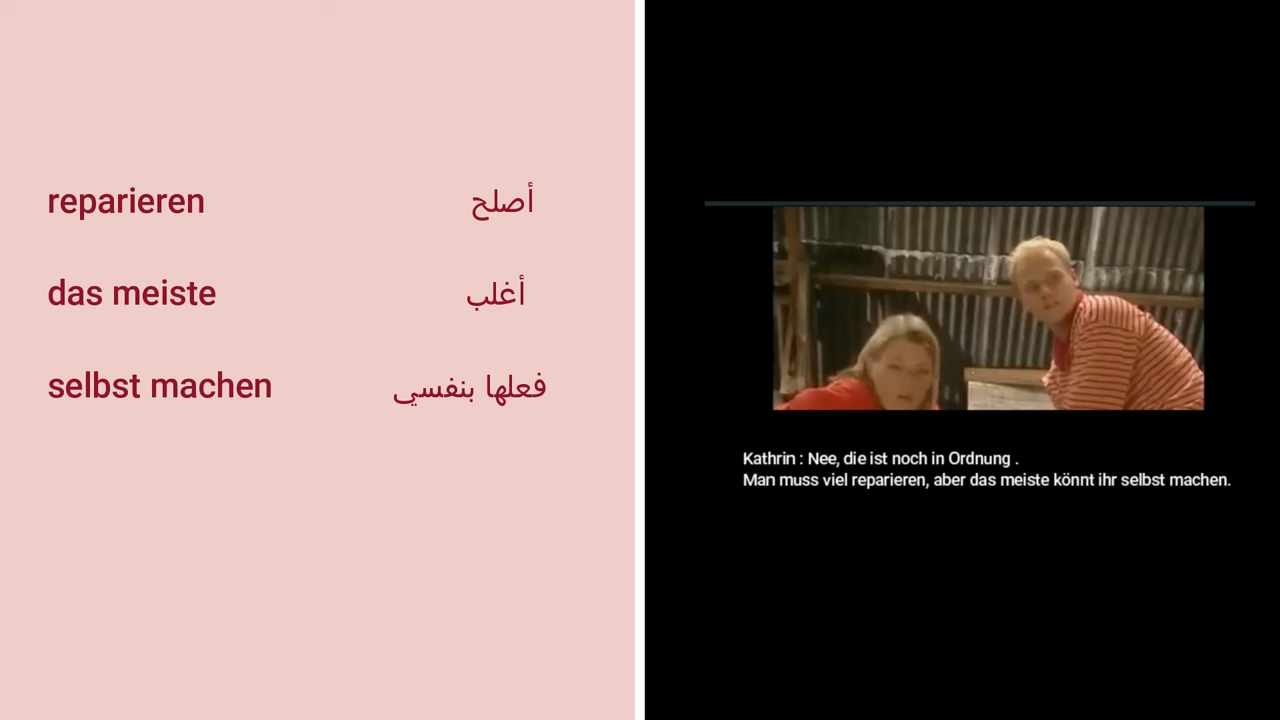 reparieren أصلح
das meiste أغلب
selbst machen فعلها بنفسي
Kathrin : Nee, die ist noch in Ordnung .
Man muss viel reparieren, aber das meiste könnt ihr selbst machen.